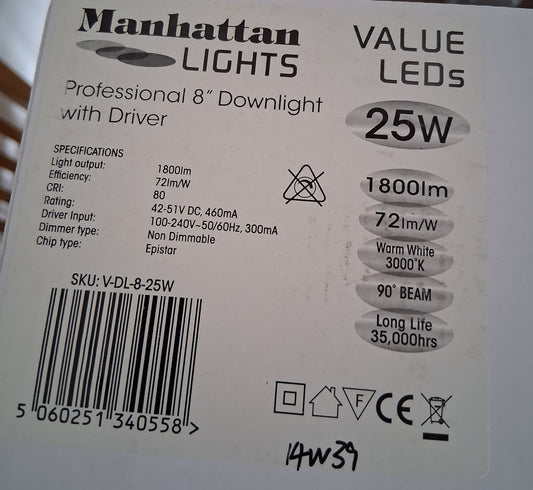 Manhattan
LIGHTS
Professional 8" Downlight
with Driver
VALUE
LEDs
25W
1800lm
72lm/W
Warm White
3000°K
90° BEAM
Long Life
35,000hrs
SPECIFICATIONS
Light output: 1800lm
Efficiency: 72lm/W
CRI: 80
Rating: 42-51V DC, 460mA
Driver Input: 100-240V~50/60Hz, 300mA
Dimmer type: Non Dimmable
Chip type: Epistar
SKU: V-DL-8-25W
5 060251 340558 >
F CE
14W39